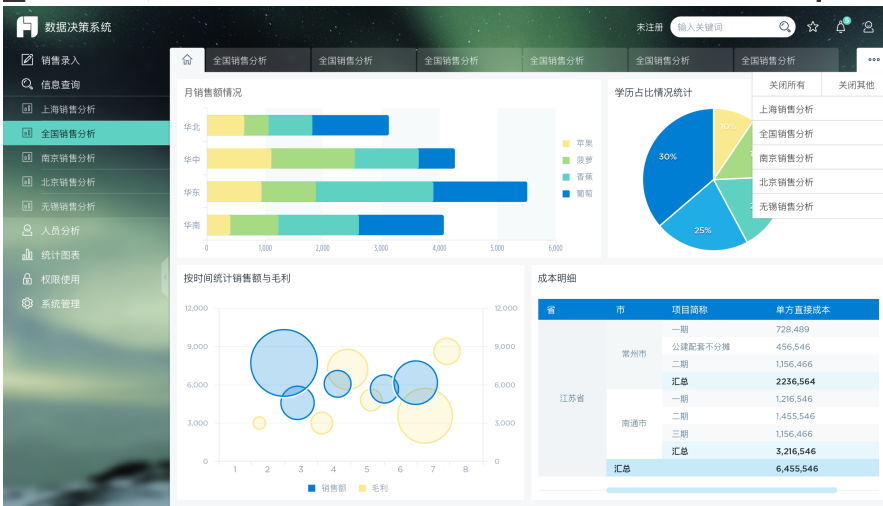 数据决策系统
未注册 输入关键词 5
销售录入
信息查询
上海销售分析
全国销售分析
南京销售分析
北京销售分析
无锡销售分析
人员分析
统计图表
权限使用
系统管理
全国销售分析 全国销售分析 全国销售分析 全国销售分析 全国销售分析 全国销售分析
关闭所有 关闭其他
上海销售分析
全国销售分析
南京销售分析
北京销售分析
无锡销售分析
月销售额情况
华北
华中
华东
华南
0 1,000 2,000 3,000 4,000 5,000 6,000
苹果
菠萝
香蕉
葡萄
学历占比情况统计
10%
30%
25%
按时间统计销售额与毛利
12,000 12,000
9,000 9,000
6,000 6,000
3,000 3,000
0 0
1 2 3 4 5 6 7 8
销售额 毛利
成本明细
省 市 项目简称 单方直接成本
一期 728,489
公建配套不分摊 456,546
常州市
二期 1,156,466
汇总 2236,564
江苏省
一期 1,216,546
二期 1,455,546
南通市
三期 1,156,466
汇总 3,216,546
汇总 6,455,546